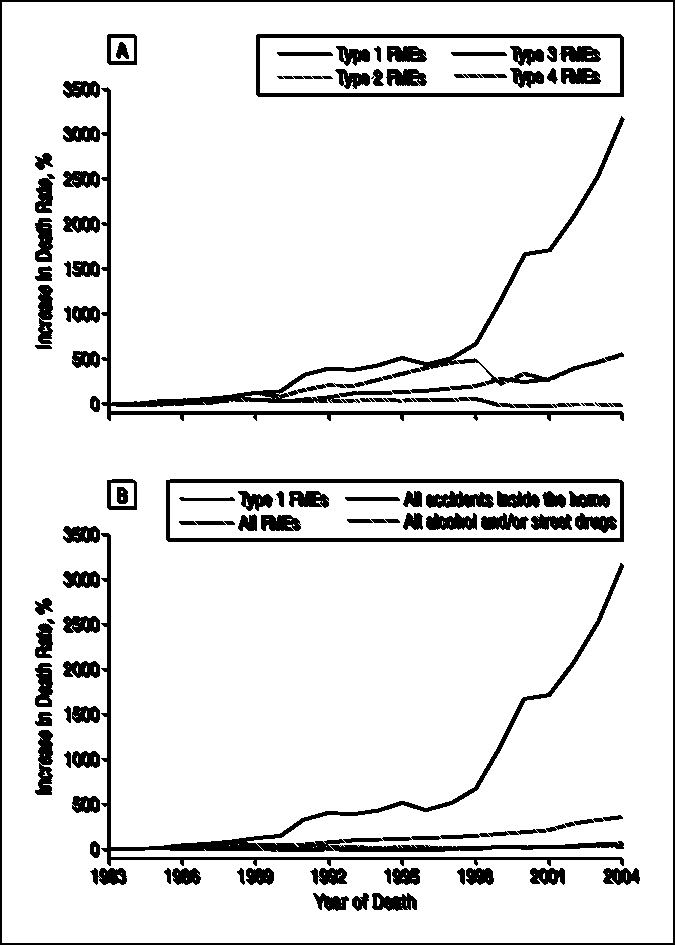 A
Type 1 FMEs Type 3 FMEs
Type 2 FMEs Type 4 FMEs
3500
3000
2500
2000
1500
1000
500
0
Increase in Death Rate, %
B
Type 1 FMEs All accidents inside the home
All FMEs All alcohol and/or street drugs
3500
3000
2500
2000
1500
1000
500
0
Increase in Death Rate, %
1983 1986 1989 1992 1995 1998 2001 2004
Year of Death